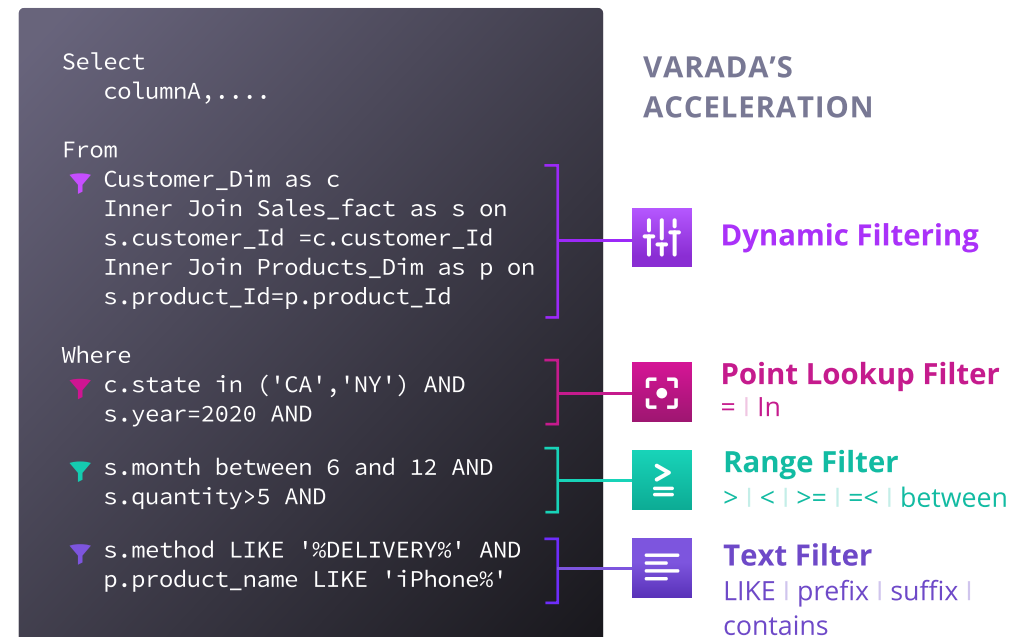 Select
columnA,....
From
Customer_Dim as c
Inner Join Sales_fact as s on
s.customer_Id =c.customer_Id
Inner Join Products_Dim as p on
s.product_Id=p.product_Id
Where
c.state in ('CA','NY') AND
s.year=2020 AND
s.month between 6 and 12 AND
s.quantity>5 AND
s.method LIKE '%DELIVERY%' AND
p.product_name LIKE 'iPhone%'
VARADA’S
ACCELERATION
Dynamic Filtering
Point Lookup Filter
= | ln
Range Filter
> | < | >= | =< | between
Text Filter
LIKE | prefix | suffix |
contains